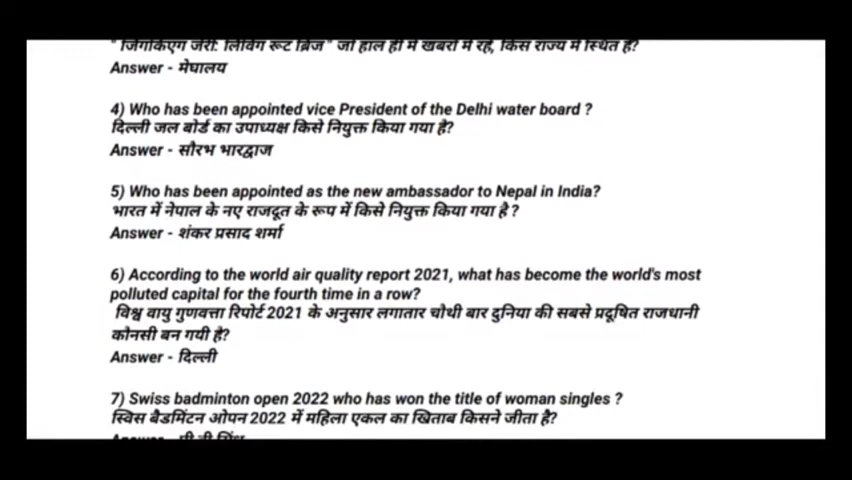 " जिंगकिएंग जेरी: लिविंग रूट ब्रिज " जो हाल ही में खबरों में रहे, किस राज्य में स्थित है?
Answer - मेघालय
4) Who has been appointed vice President of the Delhi water board ?
दिल्ली जल बोर्ड का उपाध्यक्ष किसे नियुक्त किया गया है?
Answer - सौरभ भारद्वाज
5) Who has been appointed as the new ambassador to Nepal in India?
भारत में नेपाल के नए राजदूत के रूप में किसे नियुक्त किया गया है ?
Answer - शंकर प्रसाद शर्मा
6) According to the world air quality report 2021, what has become the world's most
polluted capital for the fourth time in a row?
विश्व वायु गुणवत्ता रिपोर्ट 2021 के अनुसार लगातार चौथी बार दुनिया की सबसे प्रदूषित राजधानी
कौनसी बन गयी है?
Answer - दिल्ली
7) Swiss badminton open 2022 who has won the title of woman singles ?
स्विस बैडमिंटन ओपन 2022 में महिला एकल का खिताब किसने जीता है?
Answer - पी वी सिंधु